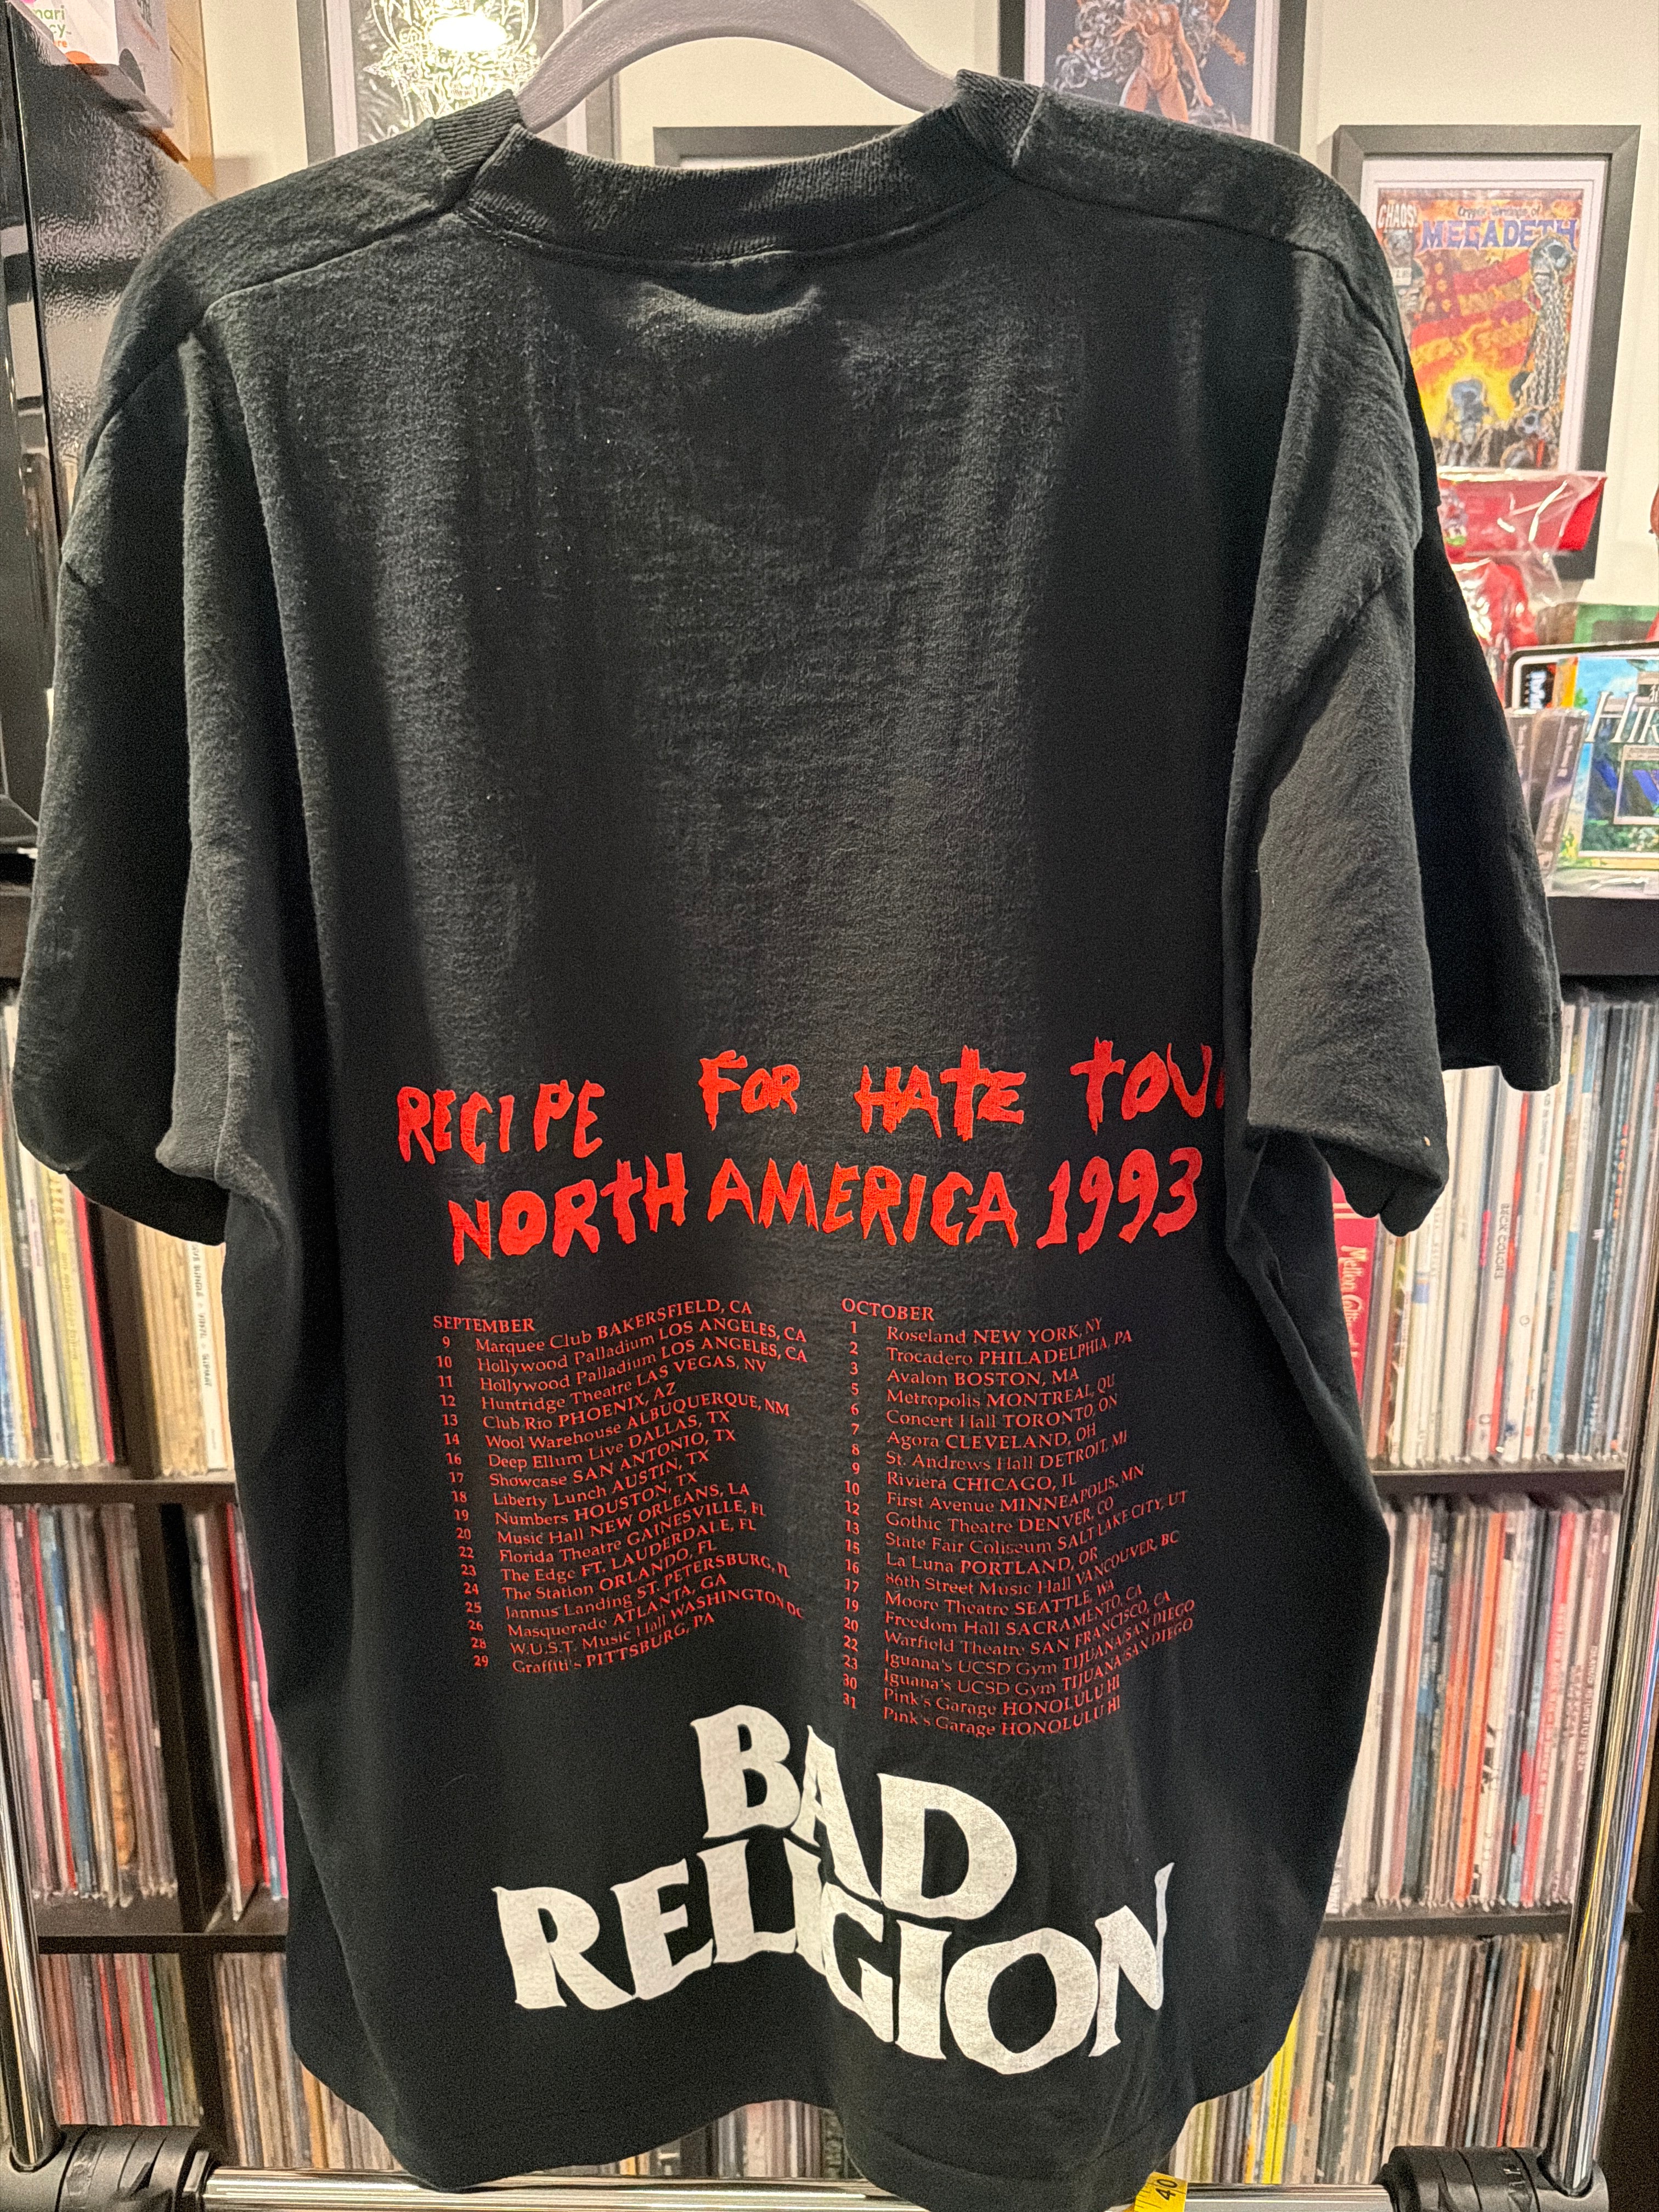 CHAOS!
Cryptic Writings of
MEGADETH
RECIPE FOR HATE TOU
NORTH AMERICA 1993
SEPTEMBER
9 Marquee Club BAKERSFIELD, CA
10 Hollywood Palladium LOS ANGELES, CA
11 Hollywood Palladium LOS ANGELES, CA
12 Huntridge Theatre LAS VEGAS, NV
13 Club Rio PHOENIX, AZ
14 Wool Warehouse ALBUQUERQUE, NM
16 Deep Ellum Live DALLAS, TX
17 Showcase SAN ANTONIO, TX
18 Liberty Lunch AUSTIN, TX
19 Numbers HOUSTON, TX
20 Music Hall NEW ORLEANS, LA
22 Florida Theatre GAINESVILLE, FL
23 The Edge FT. LAUDERDALE, FL
24 The Station ORLANDO, FL
25 Jannus Landing ST. PETERSBURG, FL
26 Masquerade ATLANTA, GA
28 W.U.S.T. Music Hall WASHINGTON DC
29 Graffiti's PITTSBURG, PA
OCTOBER
1 Roseland NEW YORK, NY
2 Trocadero PHILADELPHIA, PA
3 Avalon BOSTON, MA
5 Metropolis MONTREAL, QU
6 Concert Hall TORONTO, ON
7 Agora CLEVELAND, OH
8 St. Andrews Hall DETROIT, MI
9 Riviera CHICAGO, IL
10 First Avenue MINNEAPOLIS, MN
12 Gothic Theatre DENVER, CO
13 State Fair Coliseum SALT LAKE CITY, UT
15 La Luna PORTLAND, OR
16 86th Street Music Hall VANCOUVER, BC
17 Moore Theatre SEATTLE, WA
19 Freedom Hall SACRAMENTO, CA
20 Warfield Theatre SAN FRANCISCO, CA
22 Iguana's UCSD Gym TIJUANA/SAN DIEGO
23 Iguana's UCSD Gym TIJUANA/SAN DIEGO
30 Pink's Garage HONOLULU HI
31 Pink's Garage HONOLULU HI
BAD
RELIGION
BECK COLORS
40